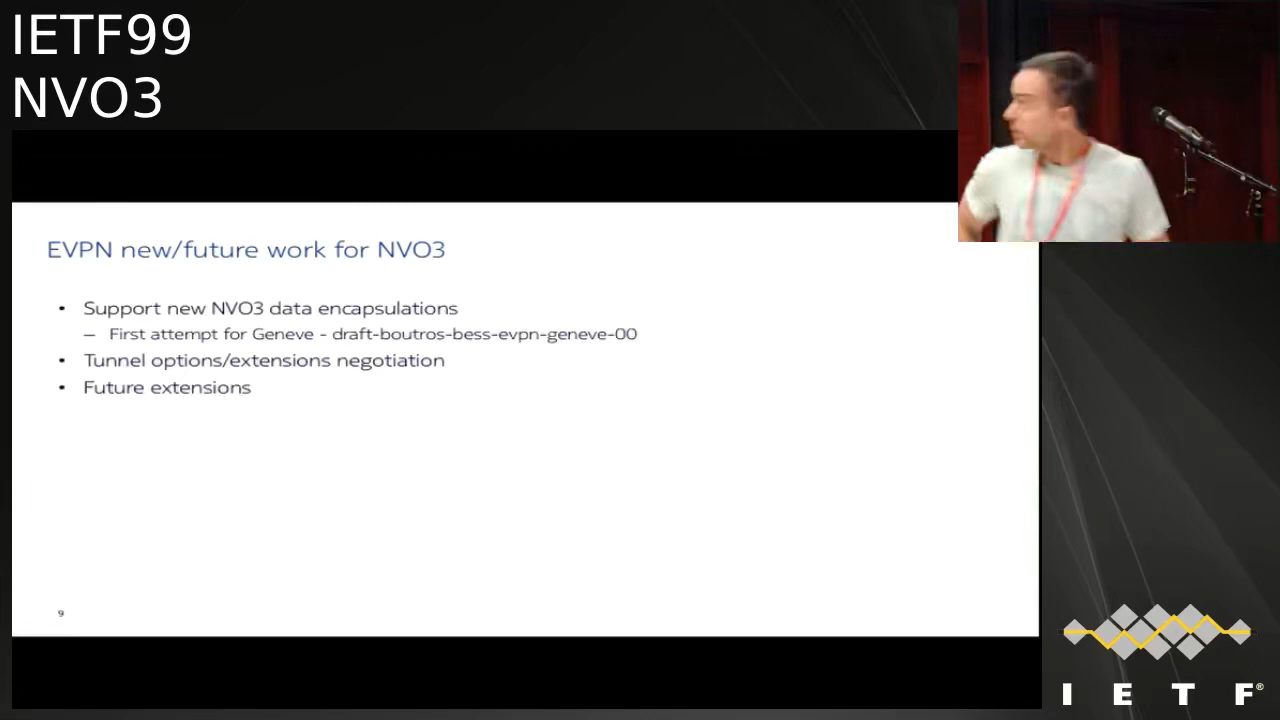 IETF99
NVO3
EVPN new/future work for NVO3
• Support new NVO3 data encapsulations
– First attempt for Geneve - draft-boutros-bess-evpn-geneve-00
• Tunnel options/extensions negotiation
• Future extensions
9
I E T F®